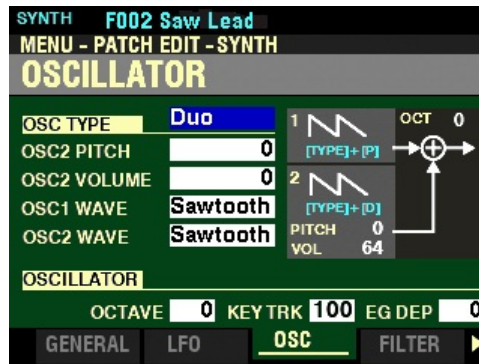 SYNTH F002 Saw Lead
MENU - PATCH EDIT - SYNTH
OSCILLATOR
OSC TYPE Duo
OSC2 PITCH 0
OSC2 VOLUME 0
OSC1 WAVE Sawtooth
OSC2 WAVE Sawtooth
1
[TYPE]+[P]
OCT 0
2
[TYPE]+[D]
PITCH 0
VOL 64
OSCILLATOR
OCTAVE 0 KEY TRK 100 EG DEP 0
GENERAL LFO OSC FILTER